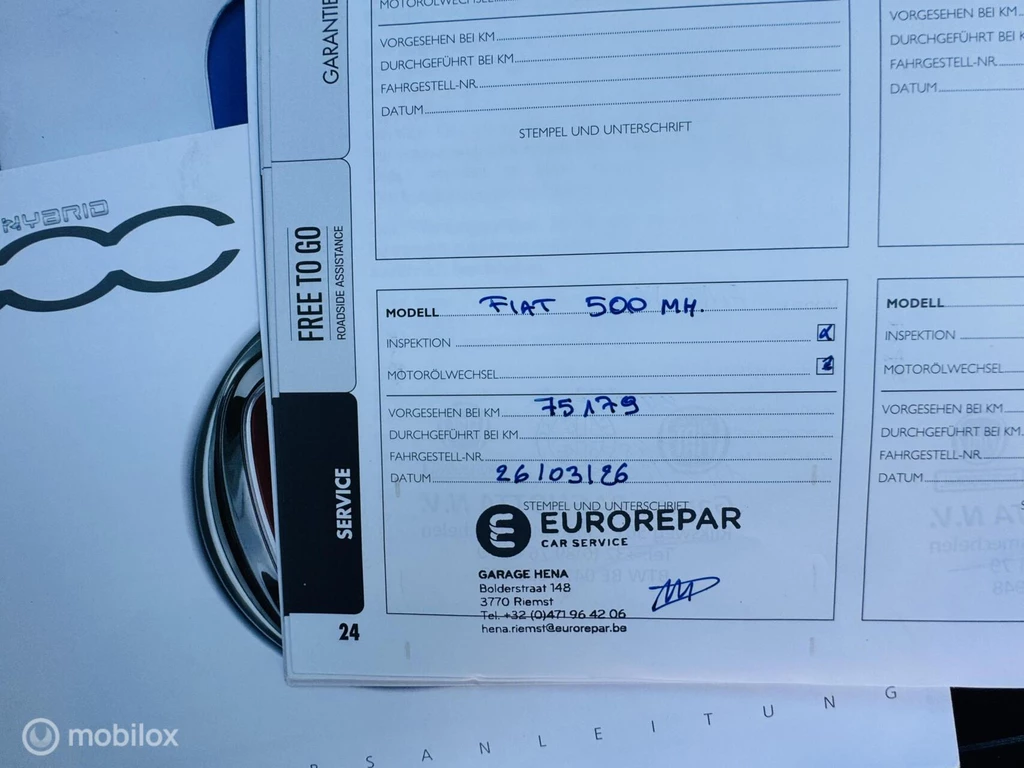 GARANTIE
MOTORÖLWECHSEL
VORGESEHEN BEI KM
DURCHGEFÜHRT BEI KM
FAHRGESTELL-NR.
DATUM
STEMPEL UND UNTERSCHRIFT
VORGESEHEN BEI KM
DURCHGEFÜHRT BEI K
FAHRGESTELL-NR.
DATUM
HYBRID
FREE TO GO
ROADSIDE ASSISTANCE
MODELL FIAT 500 MH.
INSPEKTION
MOTORÖLWECHSEL
VORGESEHEN BEI KM 75179
DURCHGEFÜHRT BEI KM
FAHRGESTELL-NR.
DATUM 26/03/26
STEMPEL UND UNTERSCHRIFT
EUROREPAR
CAR SERVICE
GARAGE HENA
Bolderstraat 148
3770 Riemst
Tel. +32 (0)471 96 42 06
hena.riemst@eurorepar.be
MODELL
INSPEKTION
MOTORÖLWECHSEL
VORGESEHEN BEI KM
DURCHGEFÜHRT BEI KM
FAHRGESTELL-NR.
DATUM
SERVICE
24
SANLEITUNG
mobilox